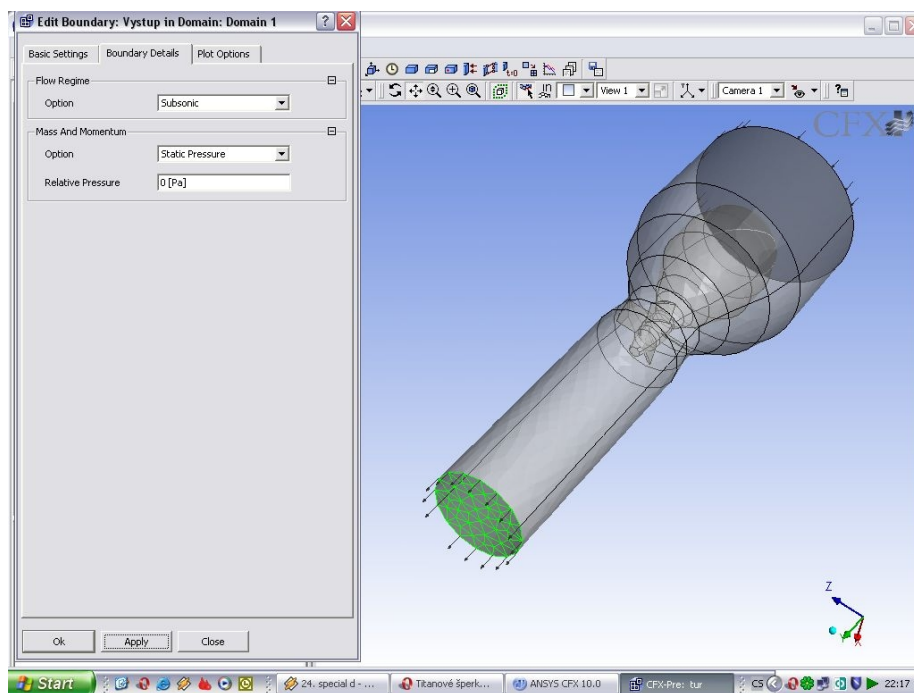 Edit Boundary: Vystup in Domain: Domain 1
Basic Settings Boundary Details Plot Options
Flow Regime
Option Subsonic
Mass And Momentum
Option Static Pressure
Relative Pressure 0 [Pa]
Ok Apply Close
View 1 Camera 1
CFX
Z
Y
X
Start 24. special d - ... Titanové šperk... ANSYS CFX 10.0 CFX-Pre: tur CS 22:17